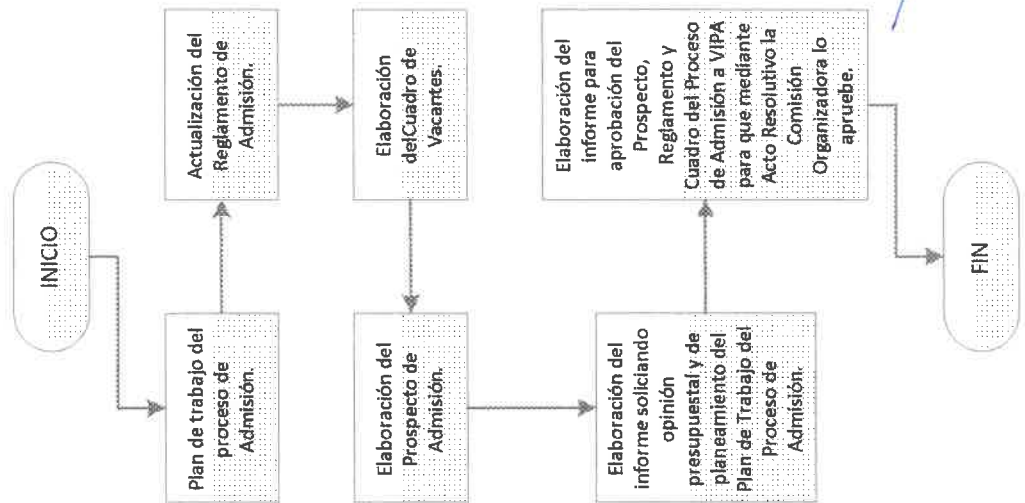 INICIO
Plan de trabajo del
proceso de
Admisión.
Actualización del
Reglamento de
Admisión.
Elaboración
delCuadro de
Vacantes.
Elaboración del
Prospecto de
Admisión.
Elaboración del
informe soliciando
opinión
presupuestal y de
planeamiento del
Plan de Trabajo del
Proceso de
Admisión.
Elaboración del
informe para
aprobación del
Prospecto,
Reglamento y
Cuadro del Proceso
de Admisión a VIPA
para que mediante
Acto Resolutivo la
Comisión
Organizadora lo
apruebe.
FIN